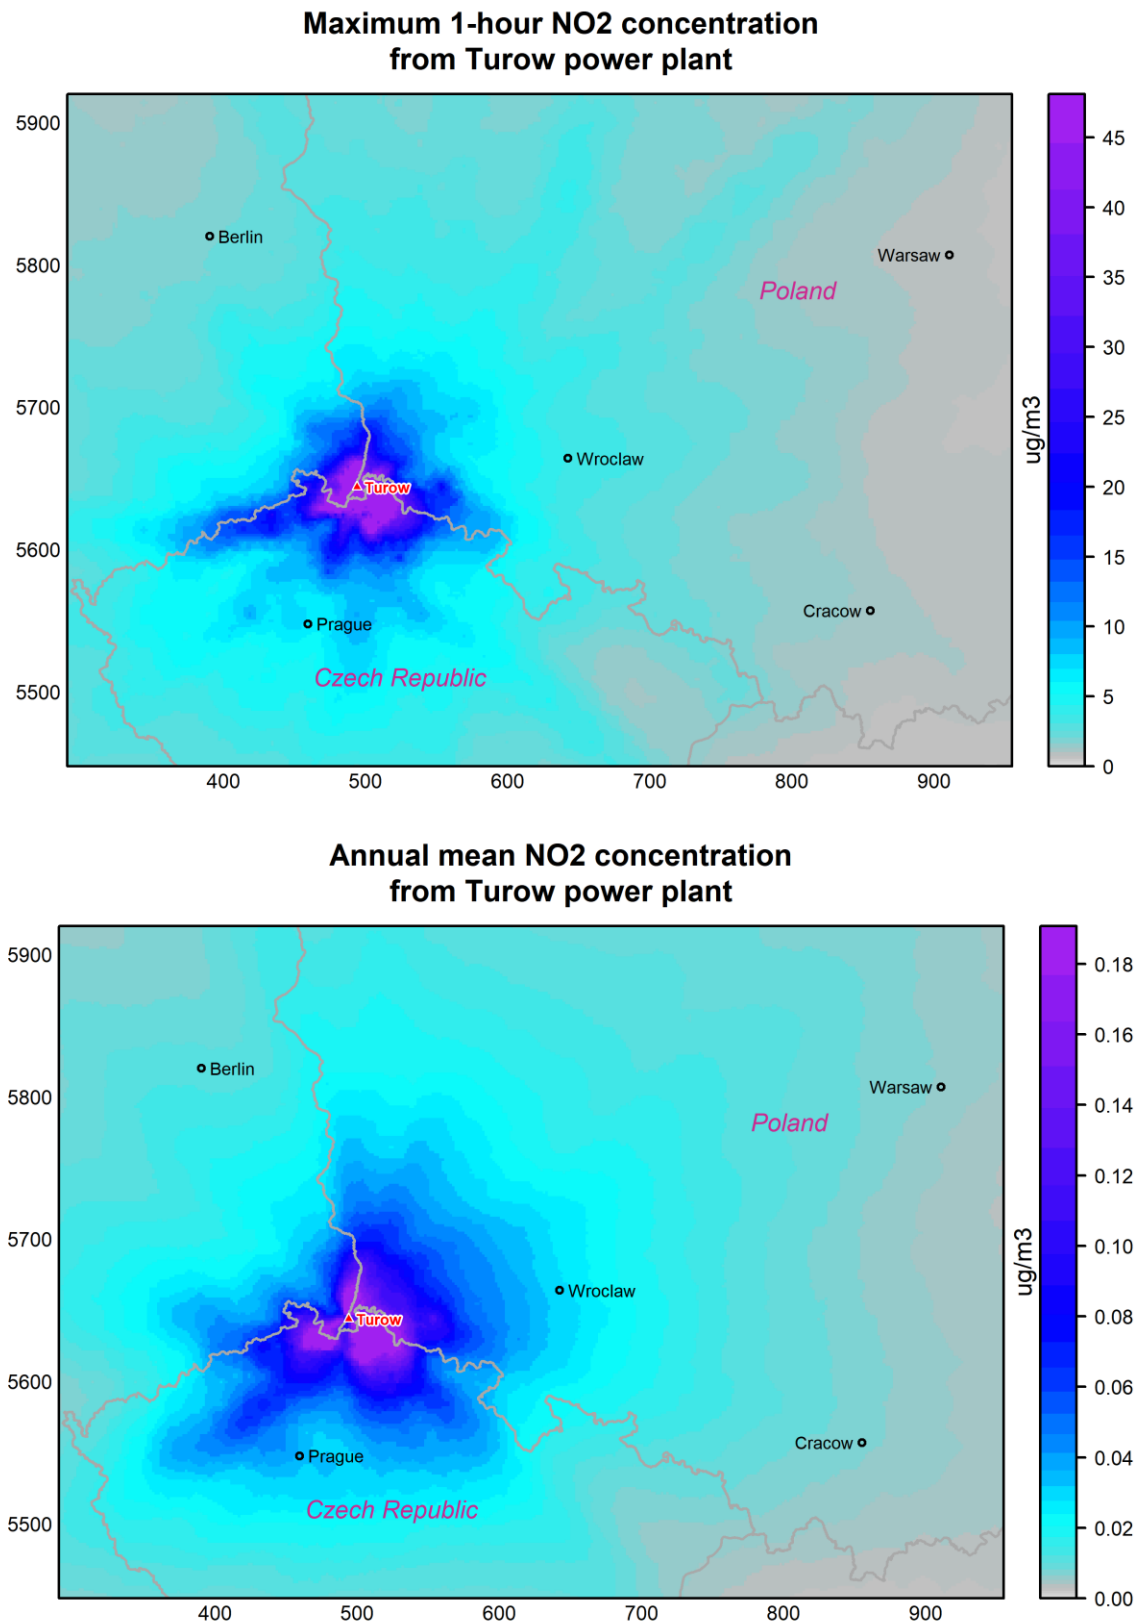 Maximum 1-hour NO2 concentration
from Turow power plant
5900
5800
5700
5600
5500
400 500 600 700 800 900
Berlin
Warsaw
Poland
Wroclaw
Turow
Cracow
Prague
Czech Republic
ug/m3
45
40
35
30
25
20
15
10
5
0
Annual mean NO2 concentration
from Turow power plant
5900
5800
5700
5600
5500
400 500 600 700 800 900
Berlin
Warsaw
Poland
Wroclaw
Turow
Cracow
Prague
Czech Republic
ug/m3
0.18
0.16
0.14
0.12
0.10
0.08
0.06
0.04
0.02
0.00